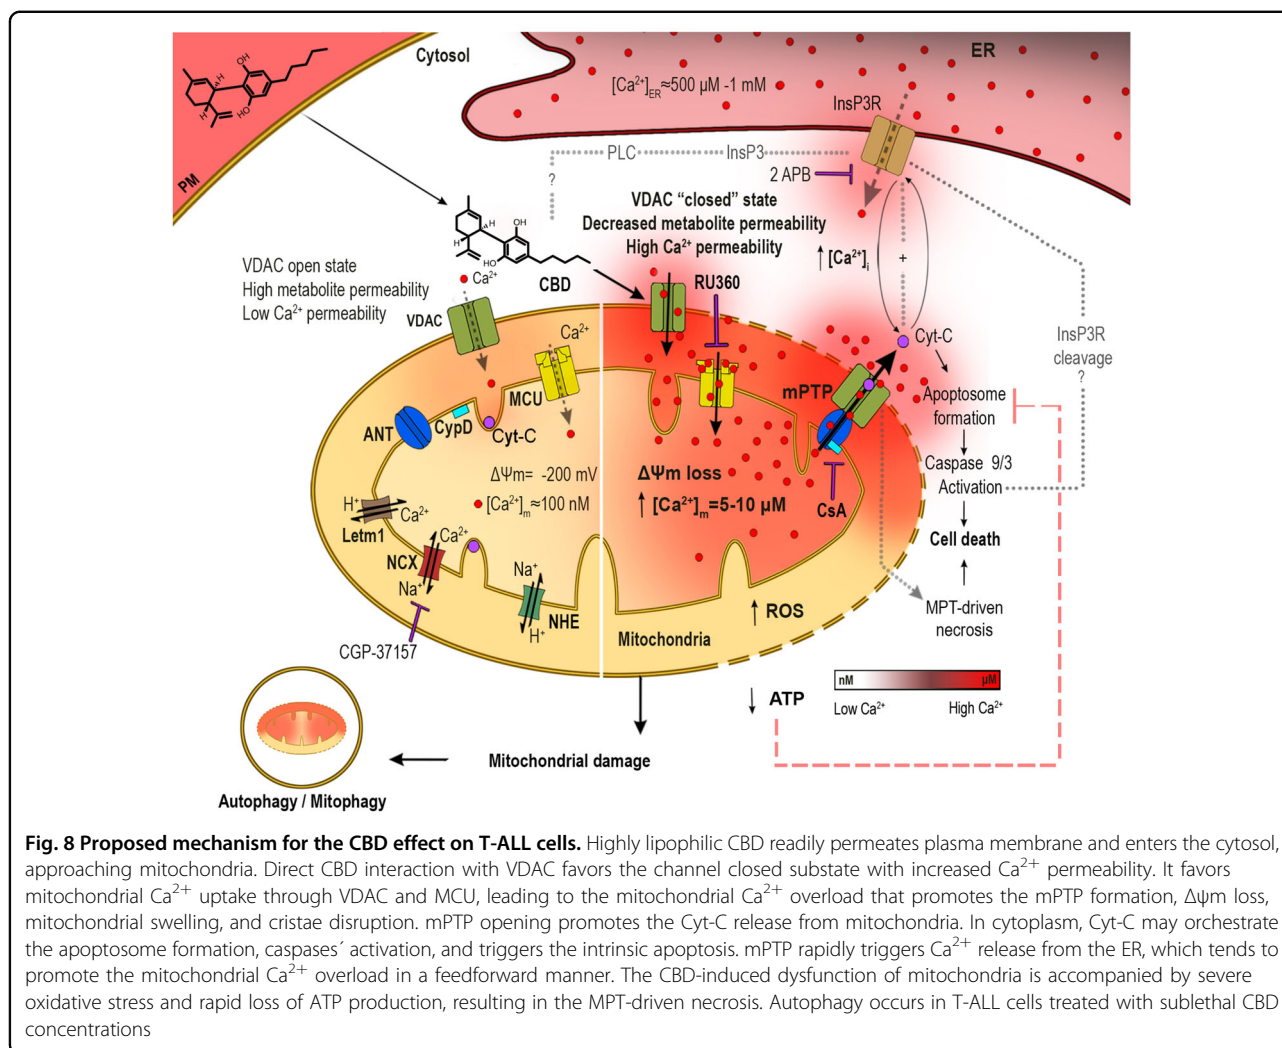 Cytosol
ER
[Ca²⁺]ER≈500 µM -1 mM
InsP3R
OH
H
H
HO
PM
PLC
InsP3
?
2 APB
VDAC “closed” state
Decreased metabolite permeability
High Ca²⁺ permeability
OH
H
H
HO
CBD
↑ [Ca²⁺]i
+
VDAC open state
High metabolite permeability
Low Ca²⁺ permeability
Ca²⁺
VDAC
RU360
Ca²⁺
MCU
Cyt-C
InsP3R
cleavage
?
mPTP
Apoptosome
formation
ANT
CypD
Cyt-C
Caspase 9/3
Activation
ΔΨm= -200 mV
[Ca²⁺]m≈100 nM
ΔΨm loss
↑ [Ca²⁺]m=5-10 µM
CsA
H⁺
Ca²⁺
Letm1
Cell death
Ca²⁺
NCX
Na⁺
Na⁺
NHE
H⁺
Mitochondria
↑ ROS
MPT-driven
necrosis
CGP-37157
nM
µM
Low Ca²⁺
High Ca²⁺
↓ ATP
Mitochondrial damage
Autophagy / Mitophagy
Fig. 8 Proposed mechanism for the CBD effect on T-ALL cells. Highly lipophilic CBD readily permeates plasma membrane and enters the cytosol,
approaching mitochondria. Direct CBD interaction with VDAC favors the channel closed substate with increased Ca²⁺ permeability. It favors
mitochondrial Ca²⁺ uptake through VDAC and MCU, leading to the mitochondrial Ca²⁺ overload that promotes the mPTP formation, Δψm loss,
mitochondrial swelling, and cristae disruption. mPTP opening promotes the Cyt-C release from mitochondria. In cytoplasm, Cyt-C may orchestrate
the apoptosome formation, caspases´ activation, and triggers the intrinsic apoptosis. mPTP rapidly triggers Ca²⁺ release from the ER, which tends to
promote the mitochondrial Ca²⁺ overload in a feedforward manner. The CBD-induced dysfunction of mitochondria is accompanied by severe
oxidative stress and rapid loss of ATP production, resulting in the MPT-driven necrosis. Autophagy occurs in T-ALL cells treated with sublethal CBD
concentrations